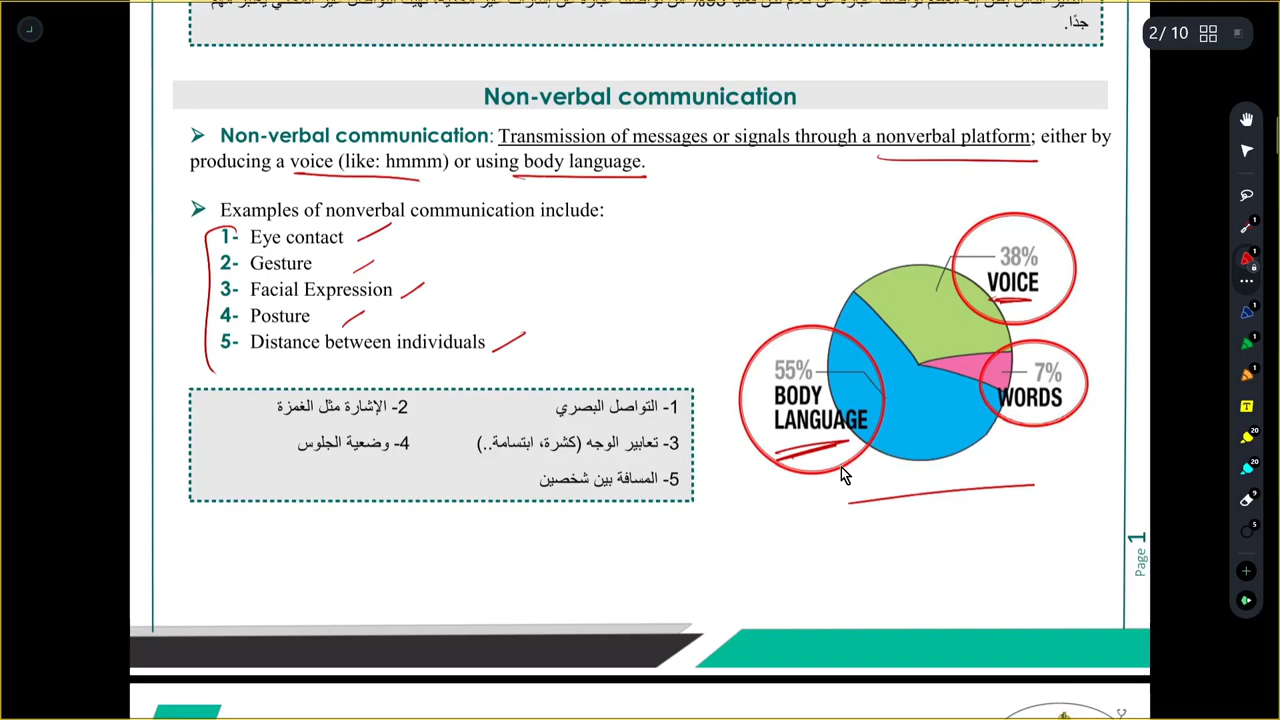 جدًا.
2/ 10
Non-verbal communication
➢ Non-verbal communication: Transmission of messages or signals through a nonverbal platform; either by
producing a voice (like: hmmm) or using body language.
➢ Examples of nonverbal communication include:
1- Eye contact
2- Gesture
3- Facial Expression
4- Posture
5- Distance between individuals
38%
VOICE
55%
BODY
LANGUAGE
7%
WORDS
1- التواصل البصري 2- الإشارة مثل الغمزة
3- تعابير الوجه (كشرة، ابتسامة..) 4- وضعية الجلوس
5- المسافة بين شخصين
Page 1